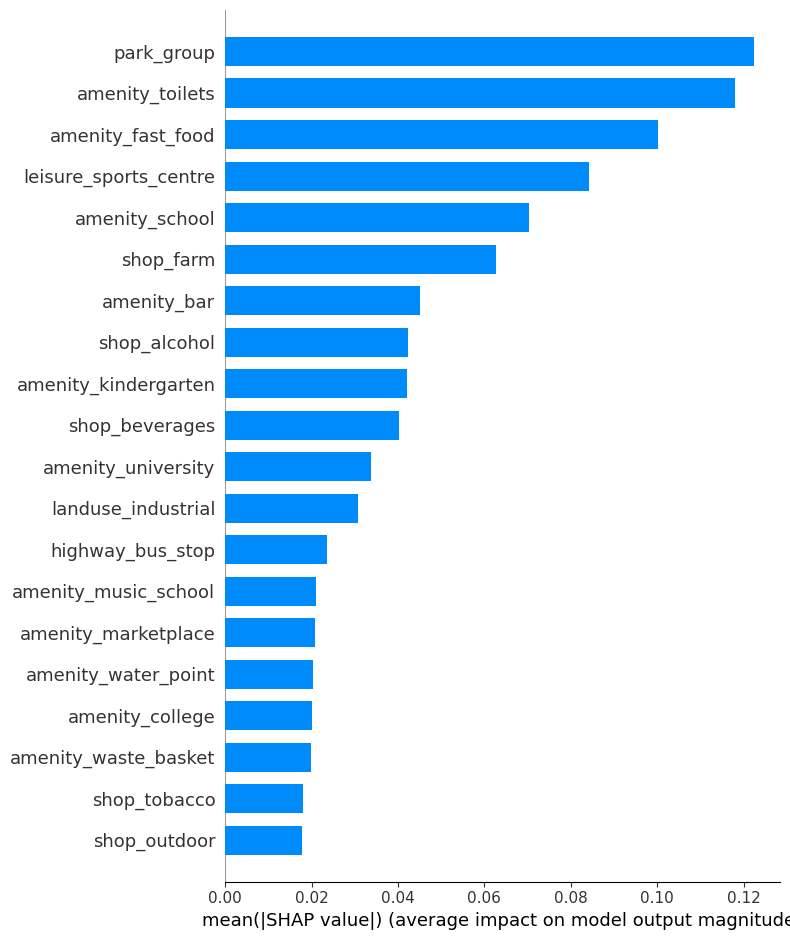 park_group
amenity_toilets
amenity_fast_food
leisure_sports_centre
amenity_school
shop_farm
amenity_bar
shop_alcohol
amenity_kindergarten
shop_beverages
amenity_university
landuse_industrial
highway_bus_stop
amenity_music_school
amenity_marketplace
amenity_water_point
amenity_college
amenity_waste_basket
shop_tobacco
shop_outdoor
0.00 0.02 0.04 0.06 0.08 0.10 0.12
mean(|SHAP value|) (average impact on model output magnitude